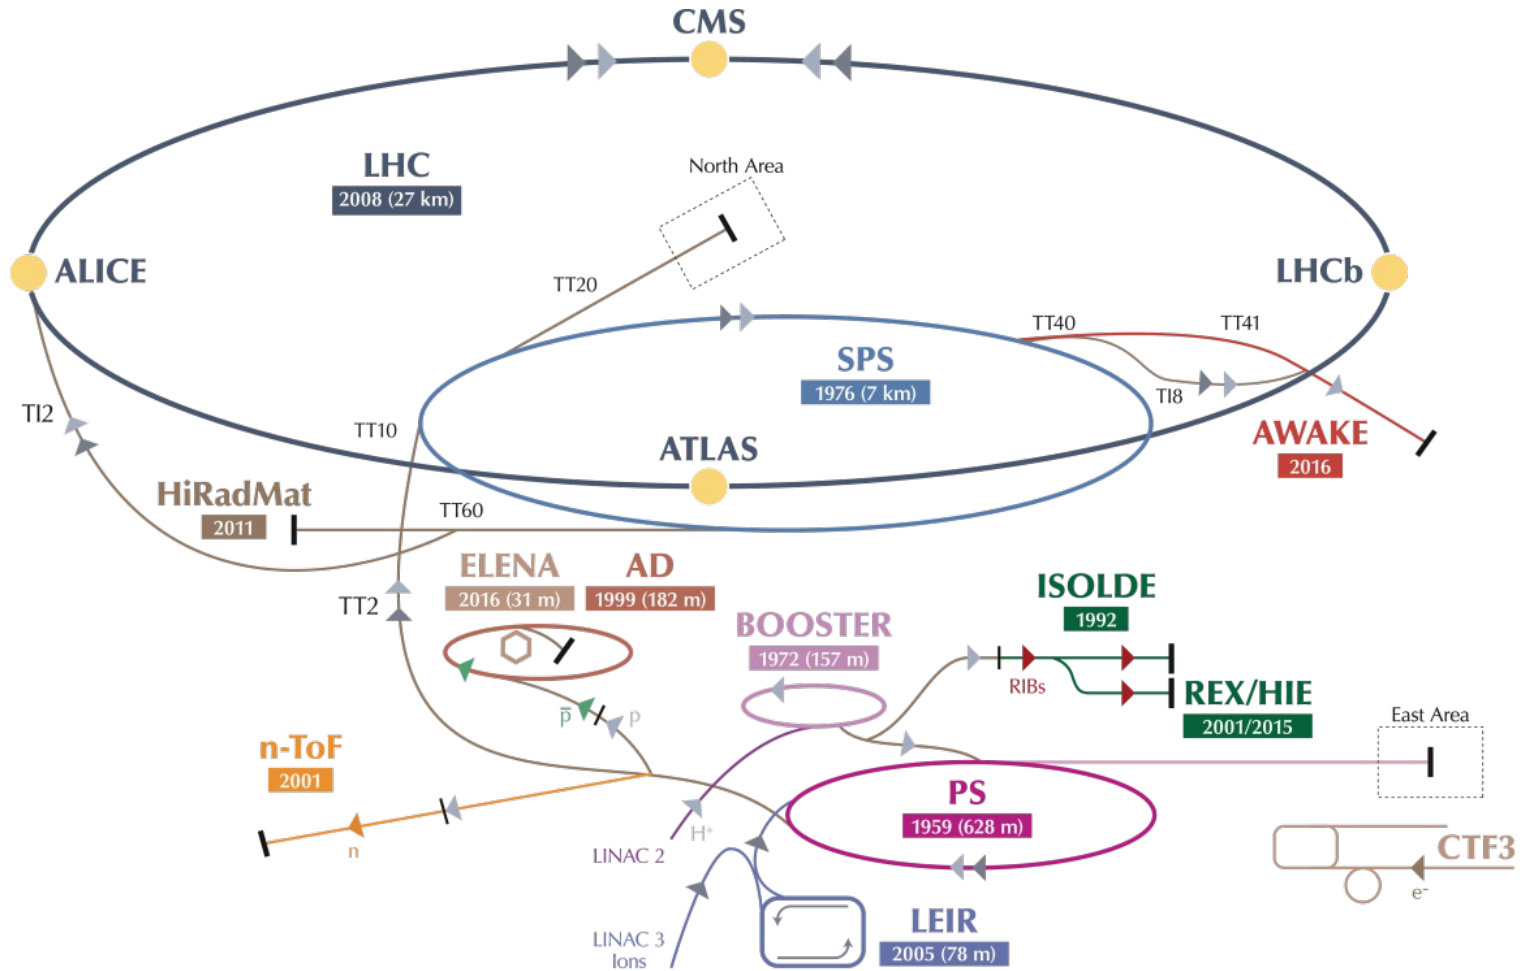 CMS
LHC
2008 (27 km)
North Area
ALICE
LHCb
TT20
TT40
TT41
SPS
1976 (7 km)
TI8
TI2
TT10
ATLAS
AWAKE
2016
HiRadMat
2011
TT60
ELENA
2016 (31 m)
AD
1999 (182 m)
TT2
ISOLDE
1992
BOOSTER
1972 (157 m)
RIBs
REX/HIE
2001/2015
East Area
p̅
p
n-ToF
2001
PS
1959 (628 m)
H⁺
n
LINAC 2
CTF3
e⁻
LEIR
2005 (78 m)
LINAC 3
Ions